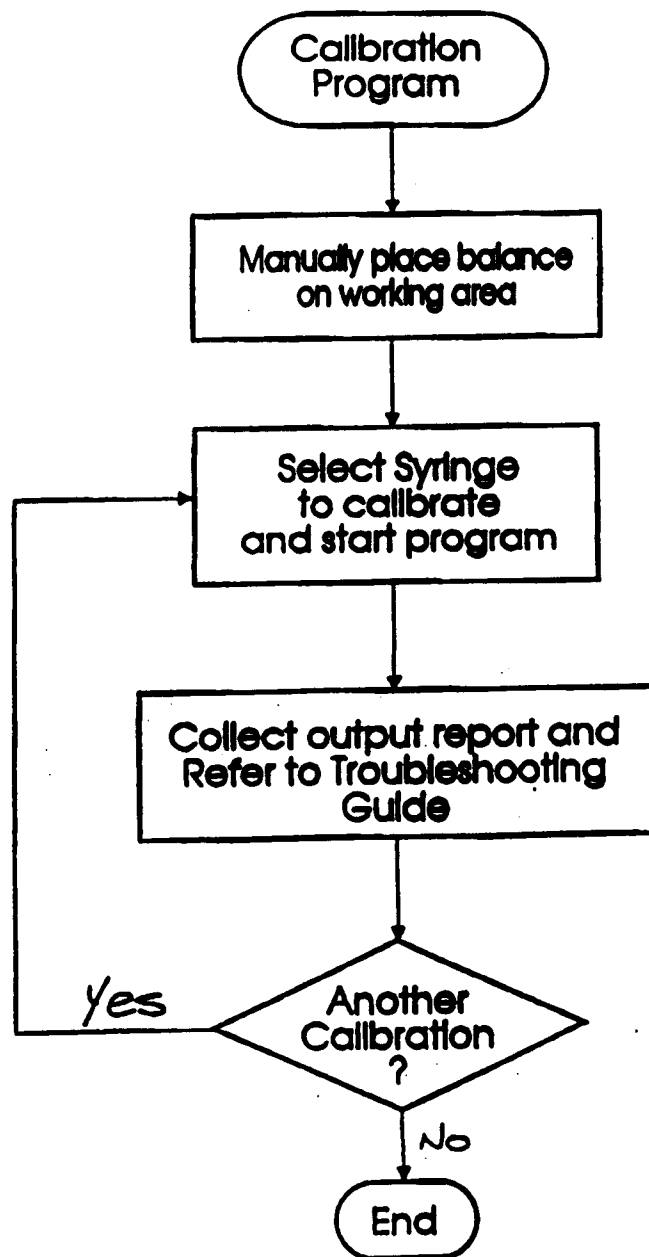 Calibration
Program
Manually place balance
on working area
Select Syringe
to calibrate
and start program
Collect output report and
Refer to Troubleshooting
Guide
Another
Calibration
?
Yes
No
End